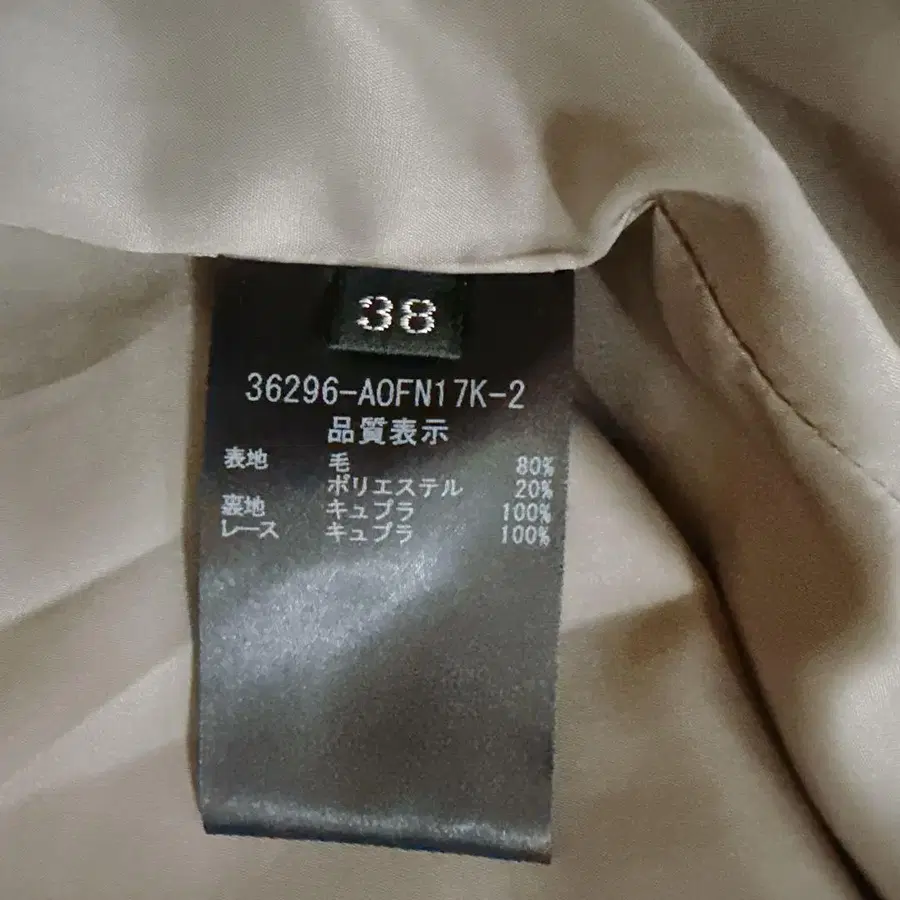 38
36296-A0FN17K-2
品質表示
表地 毛 80%
ポリエステル 20%
裏地 キュプラ 100%
レース キュプラ 100%